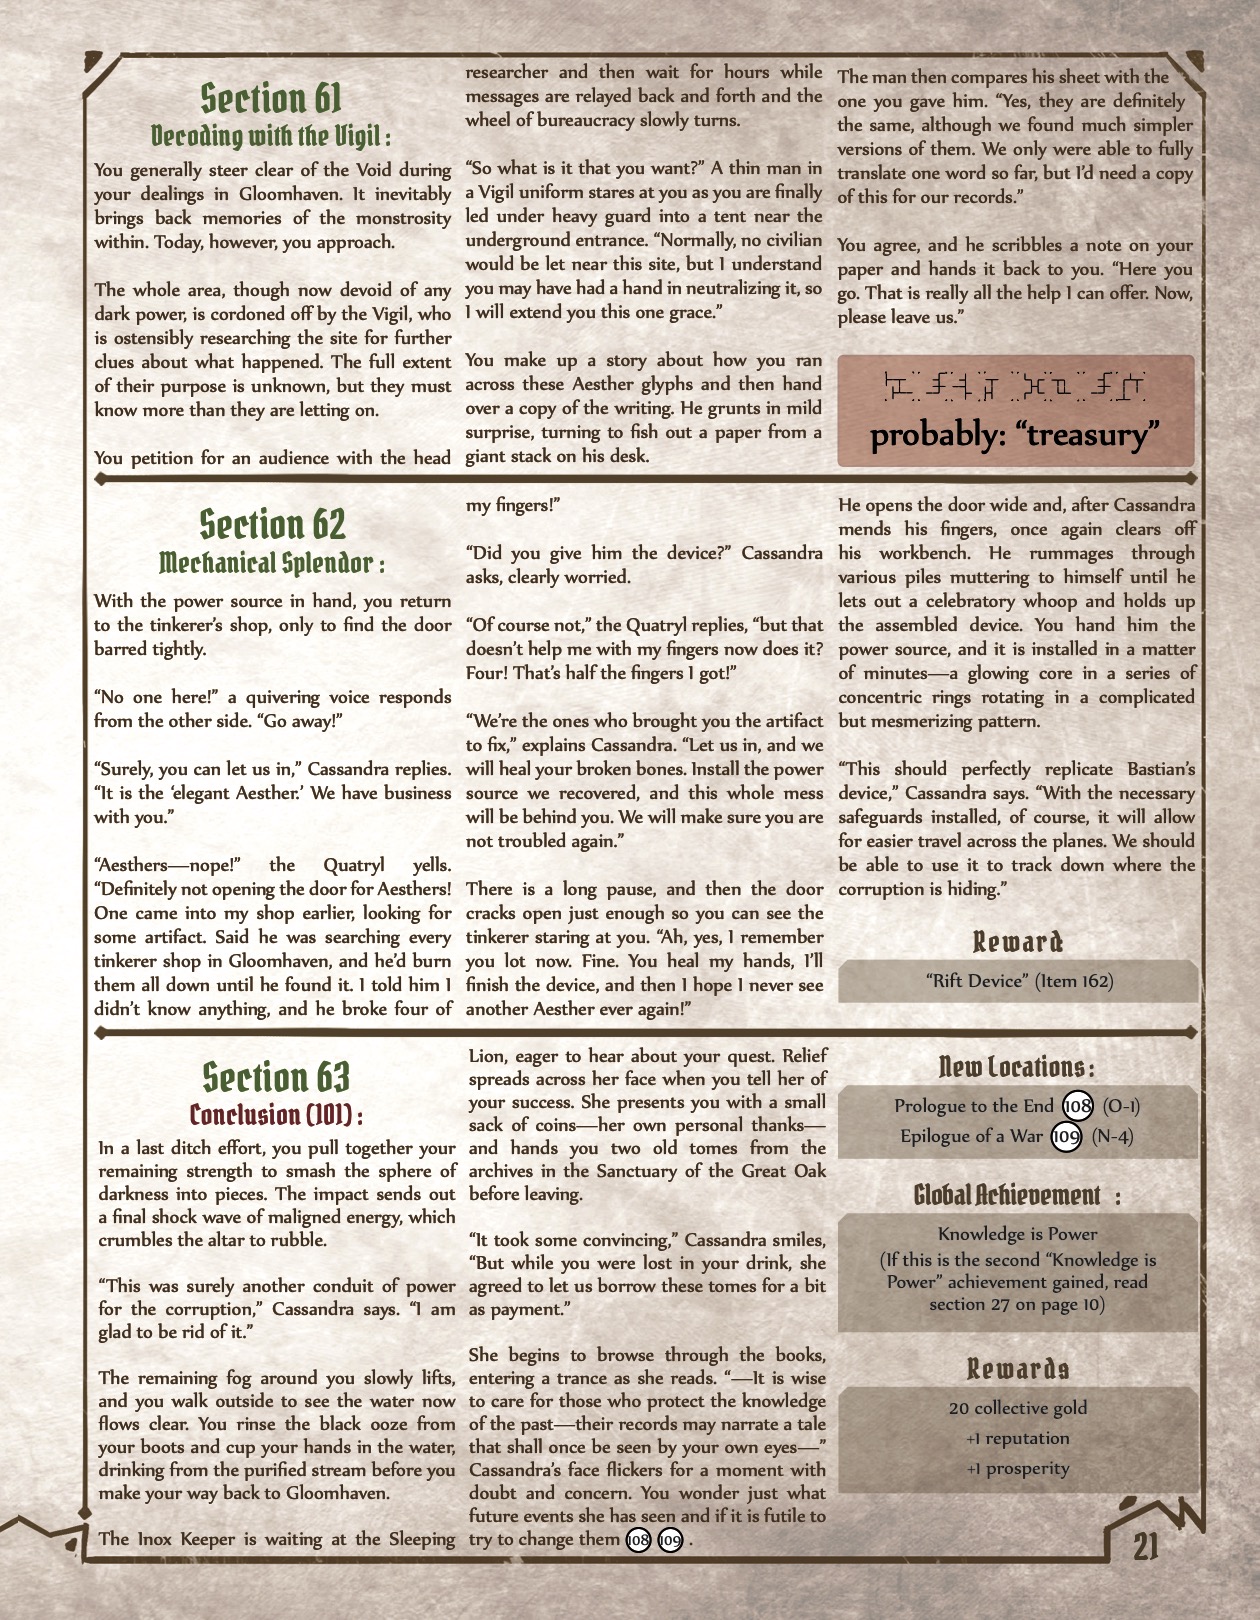 Section 61
Decoding with the Vigil :
You generally steer clear of the Void during
your dealings in Gloomhaven. It inevitably
brings back memories of the monstrosity
within. Today, however, you approach.
The whole area, though now devoid of any
dark power, is cordoned off by the Vigil, who
is ostensibly researching the site for further
clues about what happened. The full extent
of their purpose is unknown, but they must
know more than they are letting on.
You petition for an audience with the head
researcher and then wait for hours while
messages are relayed back and forth and the
wheel of bureaucracy slowly turns.
“So what is it that you want?” A thin man in
a Vigil uniform stares at you as you are finally
led under heavy guard into a tent near the
underground entrance. “Normally, no civilian
would be let near this site, but I understand
you may have had a hand in neutralizing it, so
I will extend you this one grace.”
You make up a story about how you ran
across these Aesther glyphs and then hand
over a copy of the writing. He grunts in mild
surprise, turning to fish out a paper from a
giant stack on his desk.
The man then compares his sheet with the
one you gave him. “Yes, they are definitely
the same, although we found much simpler
versions of them. We only were able to fully
translate one word so far, but I’d need a copy
of this for our records.”
You agree, and he scribbles a note on your
paper and hands it back to you. “Here you
go. That is really all the help I can offer. Now,
please leave us.”
probably: “treasury”
Section 62
Mechanical Splendor :
With the power source in hand, you return
to the tinkerer’s shop, only to find the door
barred tightly.
“No one here!” a quivering voice responds
from the other side. “Go away!”
“Surely, you can let us in,” Cassandra replies.
“It is the ‘elegant Aesther.’ We have business
with you.”
“Aesthers—nope!” the Quatryl yells.
“Definitely not opening the door for Aesthers!
One came into my shop earlier, looking for
some artifact. Said he was searching every
tinkerer shop in Gloomhaven, and he’d burn
them all down until he found it. I told him I
didn’t know anything, and he broke four of
my fingers!”
“Did you give him the device?” Cassandra
asks, clearly worried.
“Of course not,” the Quatryl replies, “but that
doesn’t help me with my fingers now does it?
Four! That’s half the fingers I got!”
“We’re the ones who brought you the artifact
to fix,” explains Cassandra. “Let us in, and we
will heal your broken bones. Install the power
source we recovered, and this whole mess
will be behind you. We will make sure you are
not troubled again.”
There is a long pause, and then the door
cracks open just enough so you can see the
tinkerer staring at you. “Ah, yes, I remember
you lot now. Fine. You heal my hands, I’ll
finish the device, and then I hope I never see
another Aesther ever again!”
He opens the door wide and, after Cassandra
mends his fingers, once again clears off
his workbench. He rummages through
various piles muttering to himself until he
lets out a celebratory whoop and holds up
the assembled device. You hand him the
power source, and it is installed in a matter
of minutes—a glowing core in a series of
concentric rings rotating in a complicated
but mesmerizing pattern.
“This should perfectly replicate Bastian’s
device,” Cassandra says. “With the necessary
safeguards installed, of course, it will allow
for easier travel across the planes. We should
be able to use it to track down where the
corruption is hiding.”
Reward
“Rift Device” (Item 162)
Section 63
Conclusion (101) :
In a last ditch effort, you pull together your
remaining strength to smash the sphere of
darkness into pieces. The impact sends out
a final shock wave of maligned energy, which
crumbles the altar to rubble.
“This was surely another conduit of power
for the corruption,” Cassandra says. “I am
glad to be rid of it.”
The remaining fog around you slowly lifts,
and you walk outside to see the water now
flows clear. You rinse the black ooze from
your boots and cup your hands in the water,
drinking from the purified stream before you
make your way back to Gloomhaven.
The Inox Keeper is waiting at the Sleeping
Lion, eager to hear about your quest. Relief
spreads across her face when you tell her of
your success. She presents you with a small
sack of coins—her own personal thanks—
and hands you two old tomes from the
archives in the Sanctuary of the Great Oak
before leaving.
“It took some convincing,” Cassandra smiles,
“But while you were lost in your drink, she
agreed to let us borrow these tomes for a bit
as payment.”
She begins to browse through the books,
entering a trance as she reads. “—It is wise
to care for those who protect the knowledge
of the past—their records may narrate a tale
that shall once be seen by your own eyes—”
Cassandra’s face flickers for a moment with
doubt and concern. You wonder just what
future events she has seen and if it is futile to
try to change them 108 109 .
New Locations:
Prologue to the End 108 (O-1)
Epilogue of a War 109 (N-4)
Global Achievement :
Knowledge is Power
(If this is the second “Knowledge is
Power” achievement gained, read
section 27 on page 10)
Rewards
20 collective gold
+1 reputation
+1 prosperity
21